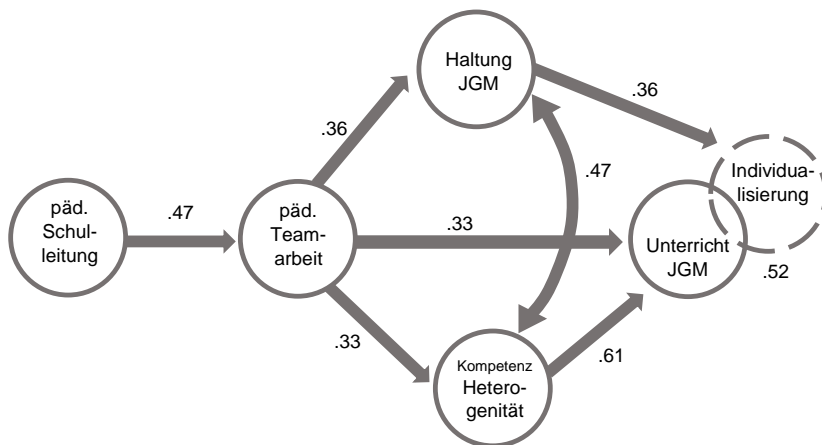 Haltung
JGM
.36
.36
Individua-
lisierung
.47
päd.
Schul-
leitung
.47
päd.
Team-
arbeit
.33
Unterricht
JGM
.52
.33
Kompetenz
Hetero-
genität
.61